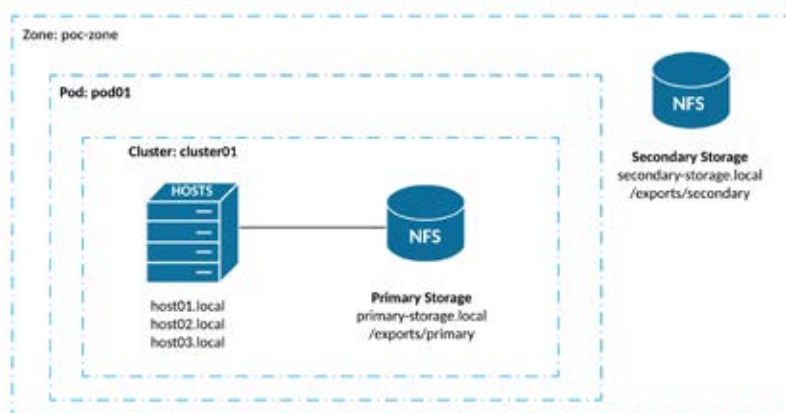 Zone: poc-zone
Pod: pod01
Cluster: cluster01
HOSTS
host01.local
host02.local
host03.local
NFS
Primary Storage
primary-storage.local
/exports/primary
NFS
Secondary Storage
secondary-storage.local
/exports/secondary